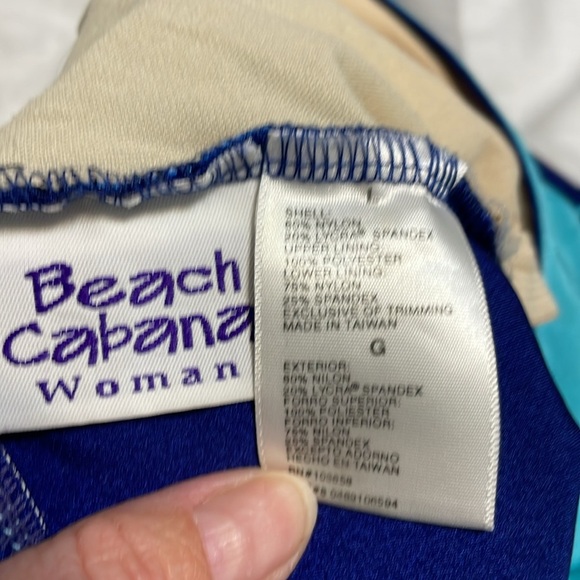 Beach
Cabana
Woman
L
SHELL:
80% NYLON
20% LYCRA® SPANDEX
UPPER LINING:
100% POLYESTER
LOWER LINING:
75% NYLON
25% SPANDEX
EXCLUSIVE OF TRIMMING
MADE IN TAIWAN
G
EXTERIOR:
80% NILON
20% LYCRA® SPANDEX
FORRO SUPERIOR:
100% POLIESTER
FORRO INFERIOR:
75% NILON
25% SPANDEX
EXCEPTO ADORNO
HECHO EN TAIWAN